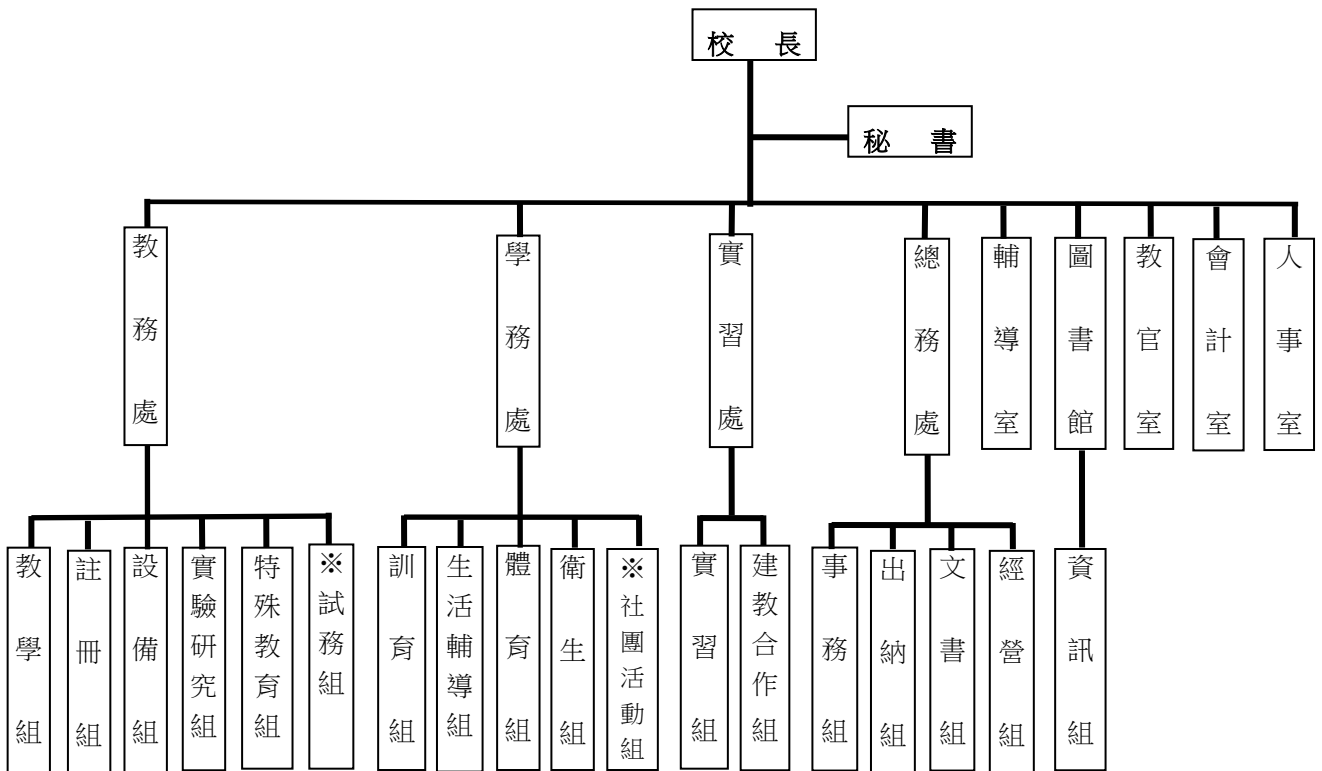 校 長
秘 書
教務處
學務處
實習處
總務處
輔導室
圖書館
教官室
會計室
人事室
教學組
註冊組
設備組
實驗研究組
特殊教育組
※試務組
訓育組
生活輔導組
體育組
衛生組
※社團活動組
實習組
建教合作組
事務組
出納組
文書組
經營組
資訊組